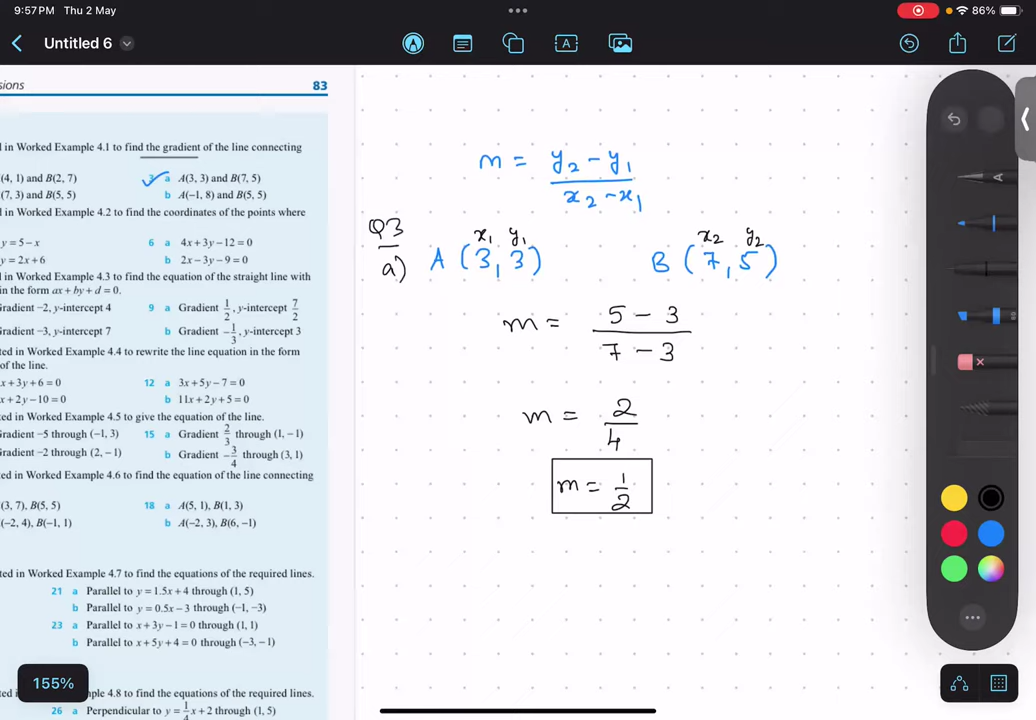 9:57PM Thu 2 May
86%
Untitled 6
A
sions 83
d in Worked Example 4.1 to find the gradient of the line connecting
(4, 1) and B(2, 7) 3 a A(3, 3) and B(7, 5)
(7, 3) and B(5, 5) b A(−1, 8) and B(5, 5)
d in Worked Example 4.2 to find the coordinates of the points where
y = 5 − x 6 a 4x + 3y − 12 = 0
y = 2x + 6 b 2x − 3y − 9 = 0
d in Worked Example 4.3 to find the equation of the straight line with
in the form ax + by + d = 0.
Gradient −2, y-intercept 4 9 a Gradient 1/2, y-intercept 7/2
Gradient −3, y-intercept 7 b Gradient −1/3, y-intercept 3
ted in Worked Example 4.4 to rewrite the line equation in the form
of the line.
x + 3y + 6 = 0 12 a 3x + 5y − 7 = 0
x + 2y − 10 = 0 b 11x + 2y + 5 = 0
ted in Worked Example 4.5 to give the equation of the line.
Gradient −5 through (−1, 3) 15 a Gradient 2/3 through (1, −1)
Gradient −2 through (2, −1) b Gradient −3/4 through (3, 1)
ted in Worked Example 4.6 to find the equation of the line connecting
(3, 7), B(5, 5) 18 a A(5, 1), B(1, 3)
(−2, 4), B(−1, 1) b A(−2, 3), B(6, −1)
ted in Worked Example 4.7 to find the equations of the required lines.
21 a Parallel to y = 1.5x + 4 through (1, 5)
b Parallel to y = 0.5x − 3 through (−1, −3)
23 a Parallel to x + 3y − 1 = 0 through (1, 1)
b Parallel to x + 5y + 4 = 0 through (−3, −1)
ted in ple 4.8 to find the equations of the required lines.
26 a Perpendicular to y = 1/4x + 2 through (1, 5)
155%
m = y₂ − y₁
x₂ − x₁
Q3
x₁ y₁ x₂ y₂
a) A (3, 3) B (7, 5)
m = 5 − 3
7 − 3
m = 2
4
m = 1
2
A